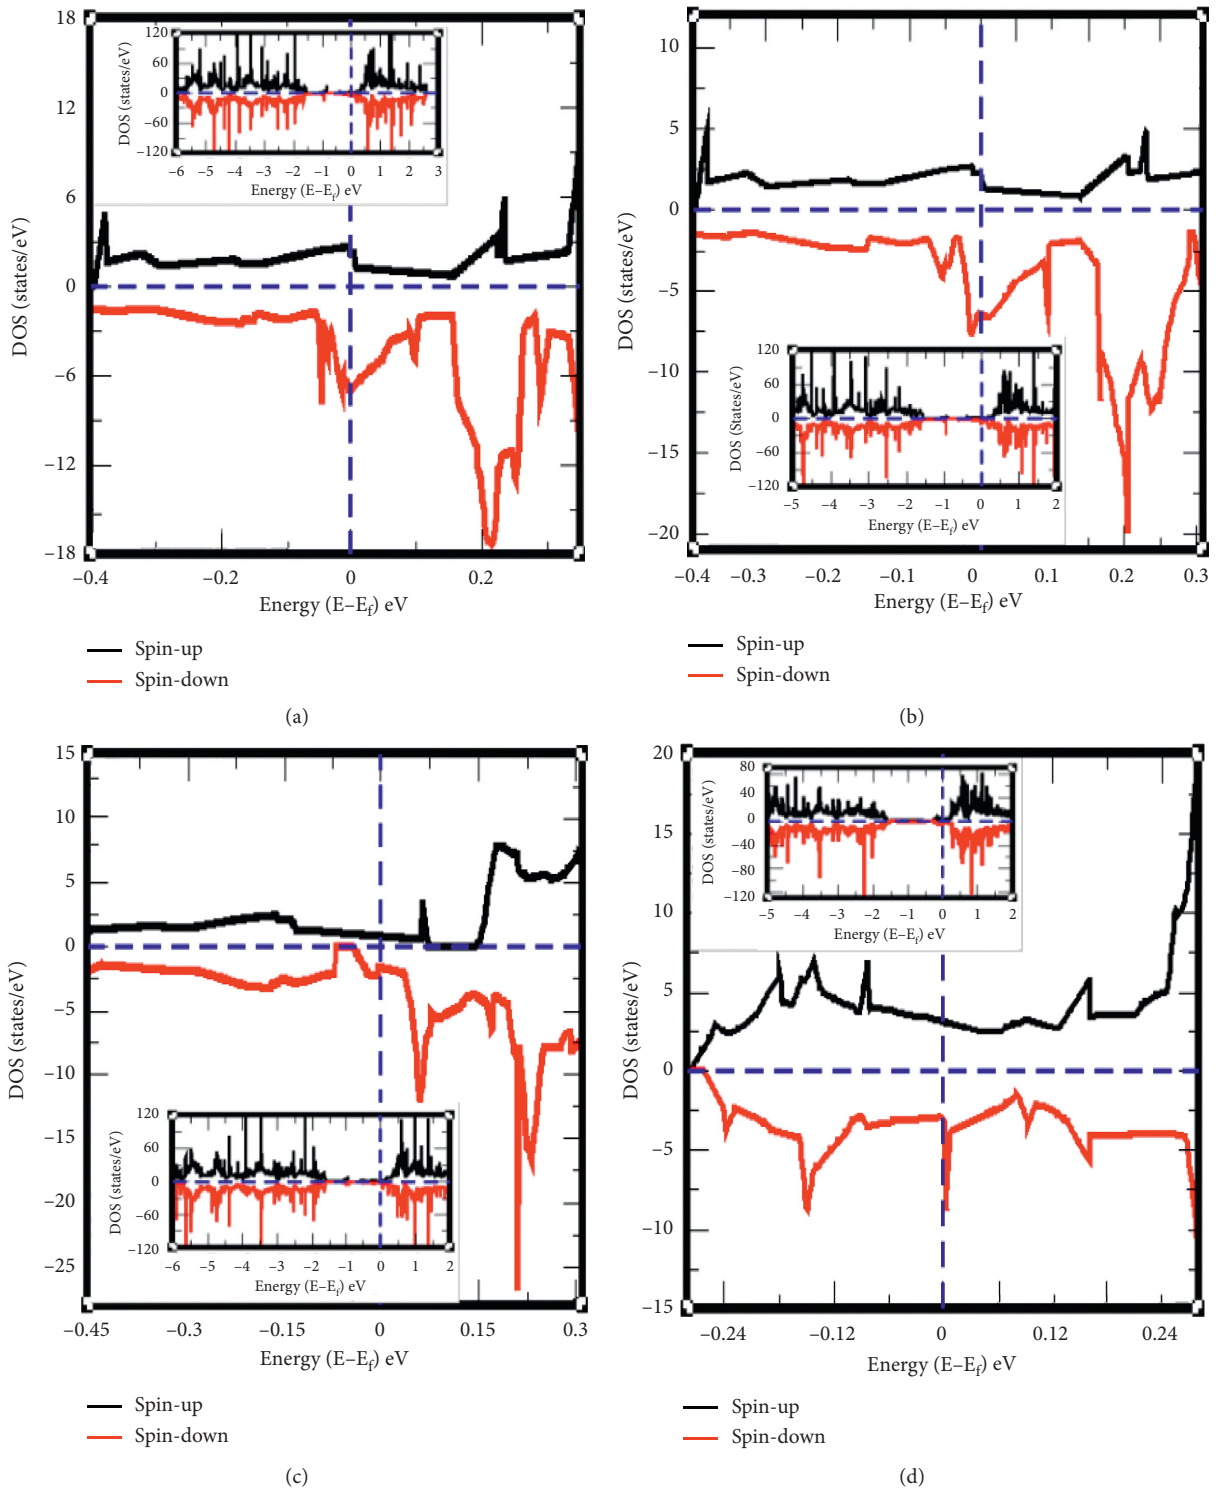 18
12
6
0
−6
−12
−18
DOS (states/eV)
−0.4
−0.2
0
0.2
Energy (E−E_f) eV
120
60
0
−60
−120
DOS (states/eV)
−6 −5 −4 −3 −2 −1 0 1 2 3
Energy (E−E_f) eV
Spin-up
Spin-down
(a)
10
5
0
−5
−10
−15
−20
DOS (states/eV)
−0.4 −0.3 −0.2 −0.1 0 0.1 0.2 0.3
Energy (E−E_f) eV
120
60
0
−60
−120
DOS (States/eV)
−5 −4 −3 −2 −1 0 1 2
Energy (E−E_f) eV
Spin-up
Spin-down
(b)
15
10
5
0
−5
−10
−15
−20
−25
DOS (states/eV)
−0.45 −0.3 −0.15 0 0.15 0.3
Energy (E−E_f) eV
120
60
0
−60
−120
DOS (states/eV)
−6 −5 −4 −3 −2 −1 0 1 2
Energy (E−E_f) eV
Spin-up
Spin-down
(c)
20
15
10
5
0
−5
−10
−15
DOS (states/eV)
−0.24 −0.12 0 0.12 0.24
Energy (E−E_f) eV
80
40
0
−40
−80
−120
DOS (states/eV)
−5 −4 −3 −2 −1 0 1 2
Energy (E−E_f) eV
Spin-up
Spin-down
(d)